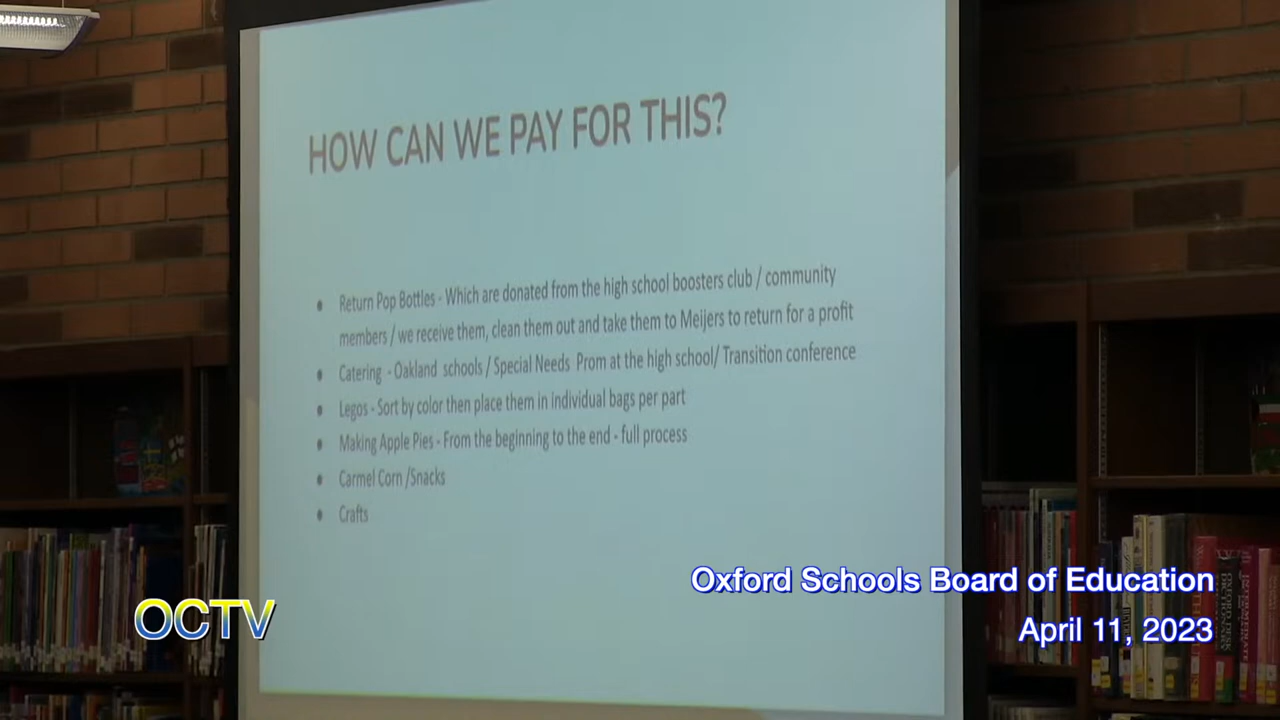 HOW CAN WE PAY FOR THIS?
• Return Pop Bottles - Which are donated from the high school boosters club / community
members / we receive them, clean them out and take them to Meijers to return for a profit
• Catering - Oakland schools / Special Needs Prom at the high school/ Transition conference
• Legos - Sort by color then place them in individual bags per part
• Making Apple Pies - From the beginning to the end - full process
• Carmel Corn /Snacks
• Crafts
Oxford Schools Board of Education
April 11, 2023
OCTV